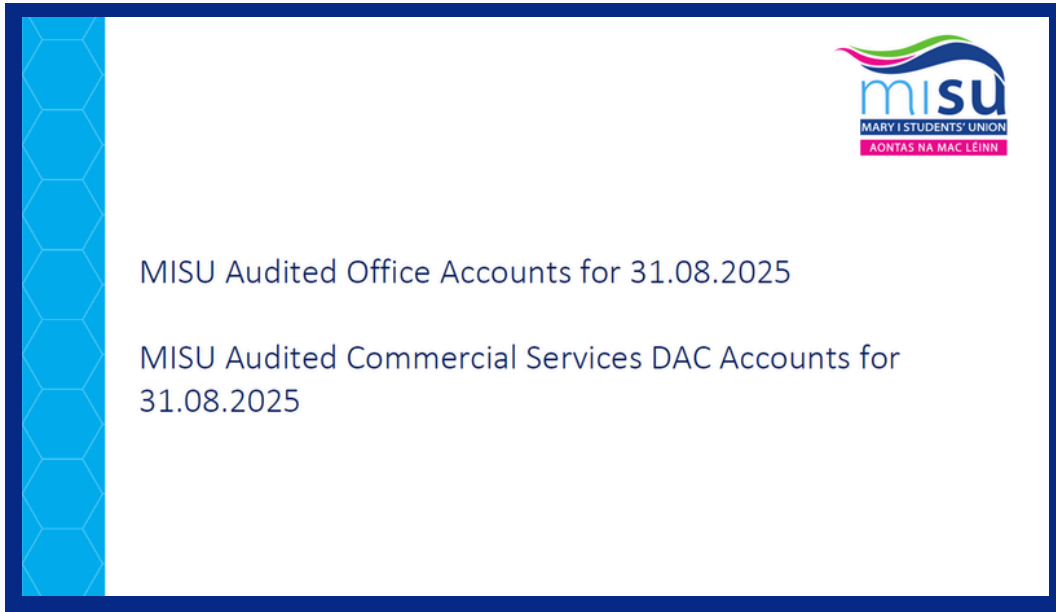 misu
MARY I STUDENTS' UNION
AONTAS NA MAC LÉINN
MISU Audited Office Accounts for 31.08.2025
MISU Audited Commercial Services DAC Accounts for
31.08.2025